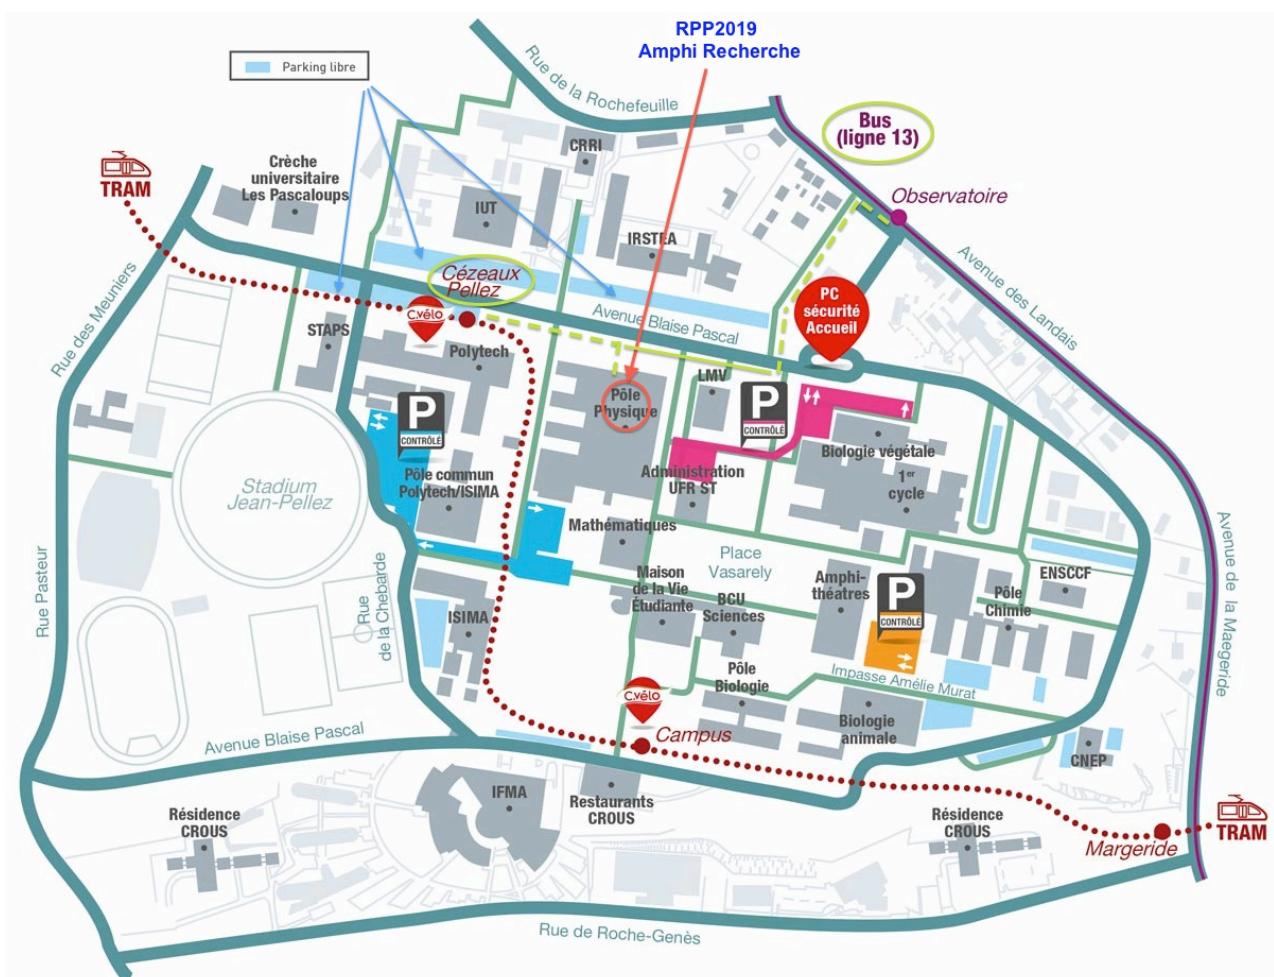 RPP2019
Amphi Recherche
Rue de la Rochefeuille
Parking libre
Bus
(ligne 13)
CRRI
Crèche
universitaire
Les Pascaloups
TRAM
IUT
Observatoire
IRSTEA
Avenue des Landais
Cézeaux
Pellez
PC
sécurité
Accueil
Rue des Meuniers
C.vélo
Avenue Blaise Pascal
STAPS
Polytech
LMV
Pôle
Physique
P
CONTRÔLÉ
P
CONTRÔLÉ
Biologie végétale
1er
cycle
Administration
UFR ST
Pôle commun
Polytech/ISIMA
Stadium
Jean-Pellez
Mathématiques
Place
Vasarely
Avenue de la Maegeride
Rue Pasteur
Rue
de la Chebarde
Maison
de la Vie
Étudiante
Amphi-
théatres
P
CONTRÔLÉ
ENSCCF
Pôle
Chimie
BCU
Sciences
ISIMA
Impasse Amélie Murat
Pôle
Biologie
C.vélo
Biologie
animale
Campus
Avenue Blaise Pascal
CNEP
IFMA
Restaurants
CROUS
Résidence
CROUS
Résidence
CROUS
Margeride
TRAM
Rue de Roche-Genès